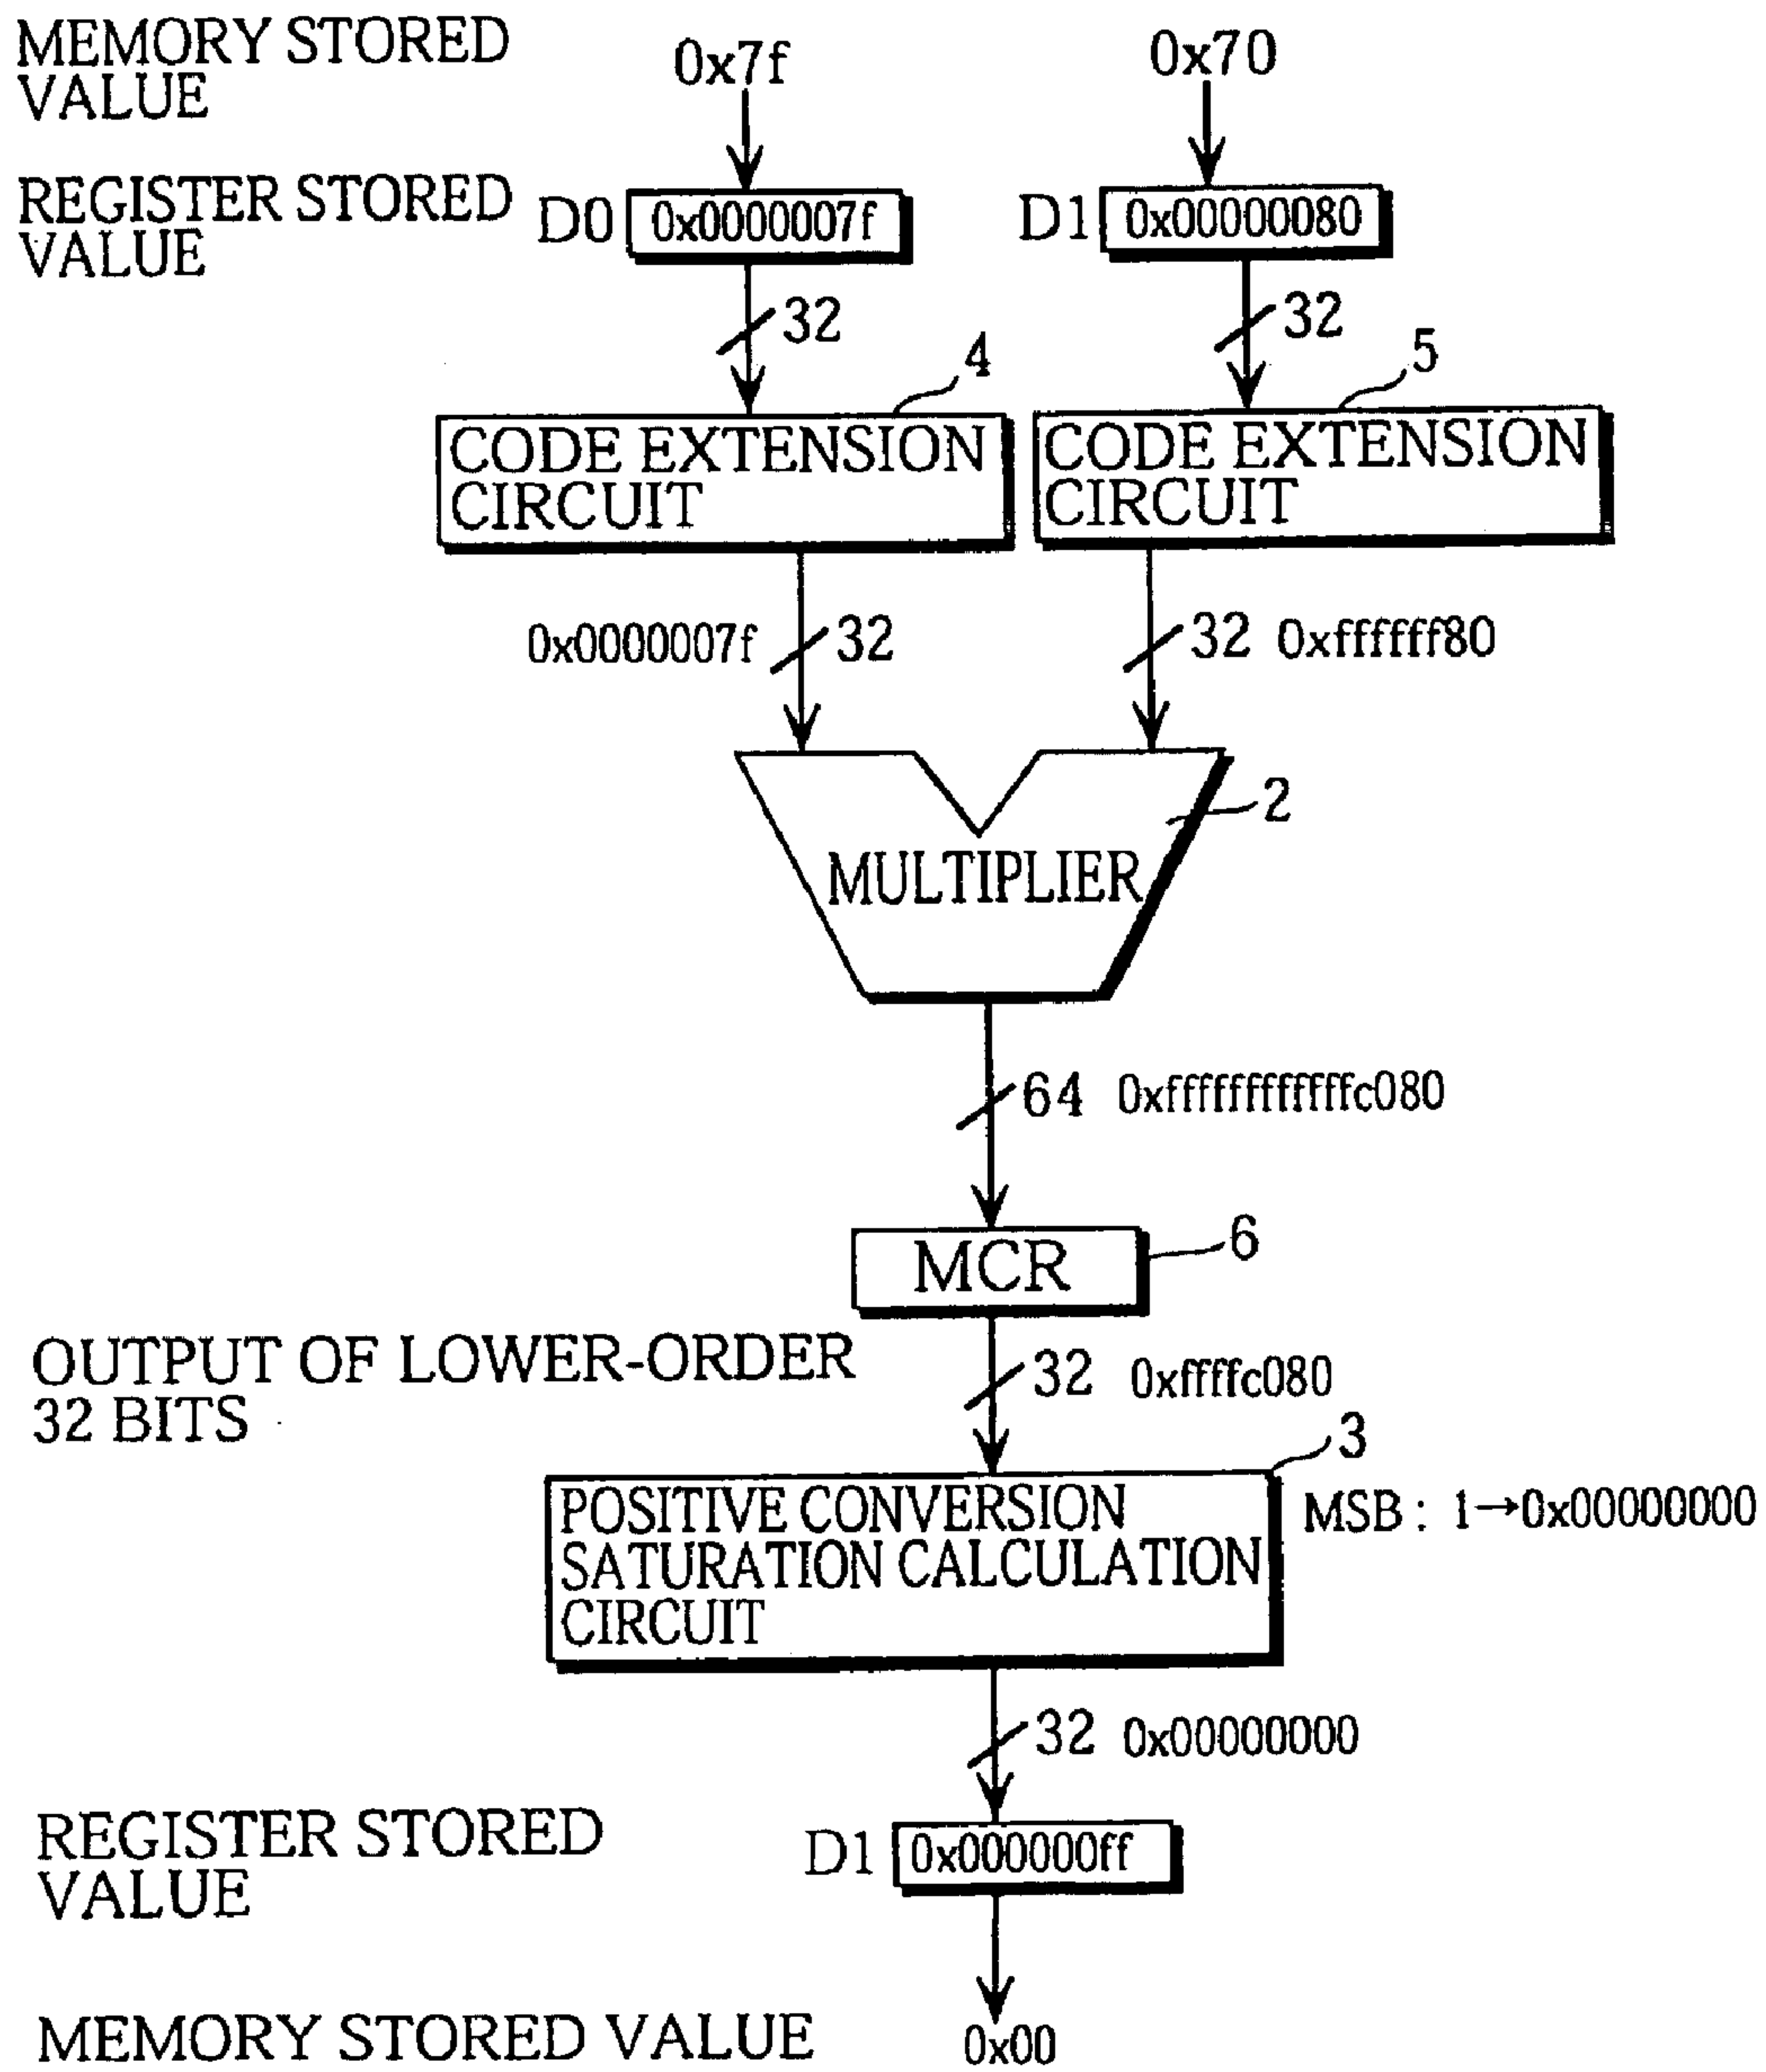 MEMORY STORED
VALUE
0x7f
0x70
REGISTER STORED
VALUE
D0
0x0000007f
D1
0x00000080
32
32
4
5
CODE EXTENSION
CIRCUIT
CODE EXTENSION
CIRCUIT
0x0000007f
32
32
0xffffff80
2
MULTIPLIER
64
0xffffffffffffc080
MCR
6
OUTPUT OF LOWER-ORDER
32 BITS
32
0xffffc080
3
POSITIVE CONVERSION
SATURATION CALCULATION
CIRCUIT
MSB: 1→0x00000000
32
0x00000000
REGISTER STORED
VALUE
D1
0x000000ff
MEMORY STORED VALUE
0x00